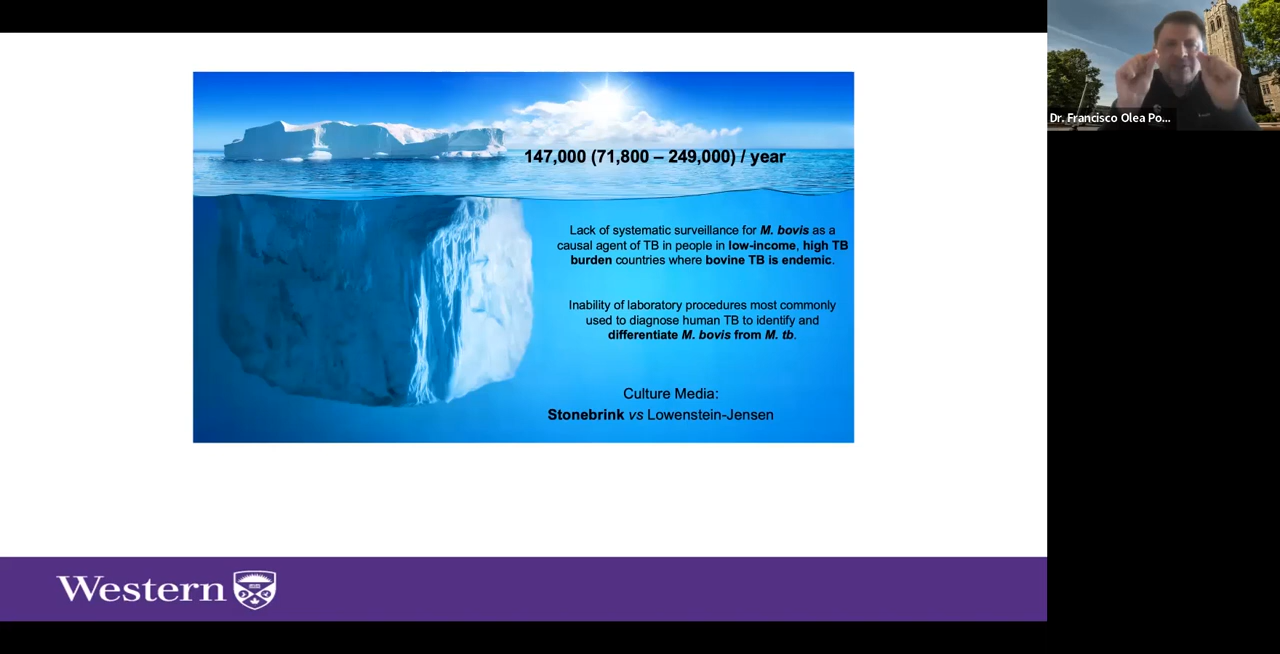 Dr. Francisco Olea Po...
147,000 (71,800 – 249,000) / year
Lack of systematic surveillance for M. bovis as a
causal agent of TB in people in low-income, high TB
burden countries where bovine TB is endemic.
Inability of laboratory procedures most commonly
used to diagnose human TB to identify and
differentiate M. bovis from M. tb.
Culture Media:
Stonebrink vs Lowenstein-Jensen
Western